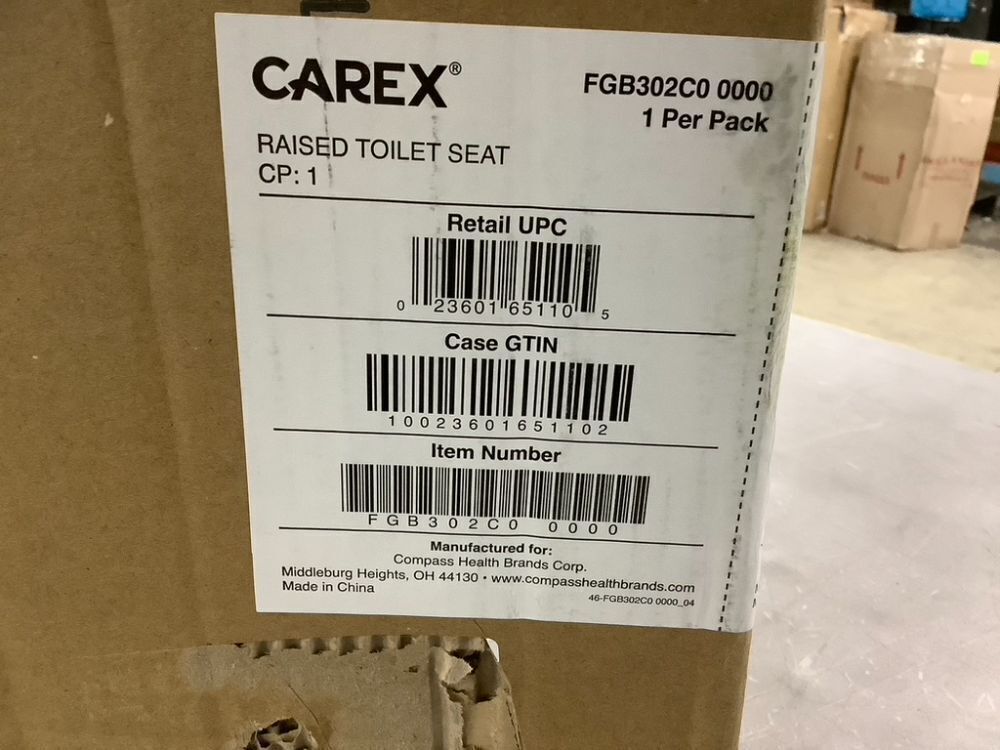 CAREX®
FGB302C0 0000
1 Per Pack
RAISED TOILET SEAT
CP: 1
Retail UPC
0 23601 65110 5
Case GTIN
10023601651102
Item Number
FGB302C0 0000
Manufactured for:
Compass Health Brands Corp.
Middleburg Heights, OH 44130 • www.compasshealthbrands.com
Made in China
46-FGB302C0 0000_04